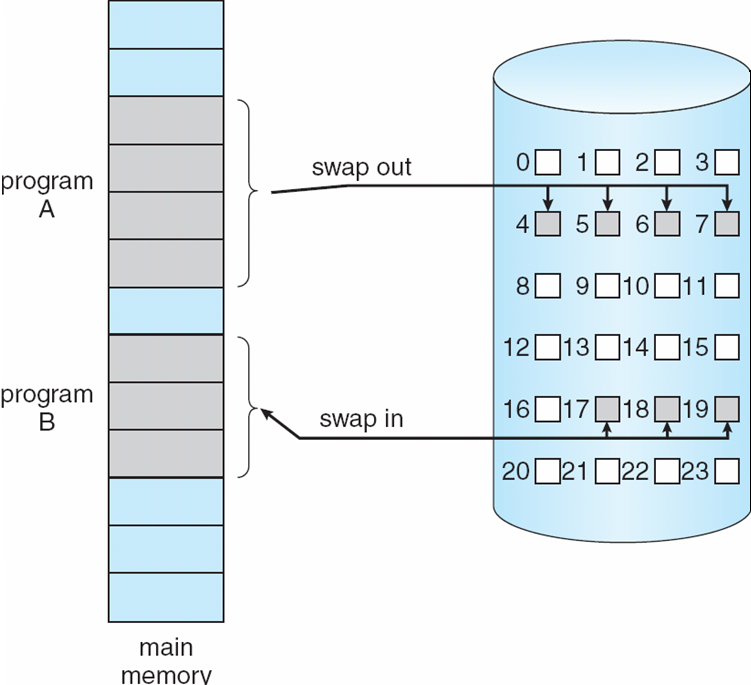 program
A
swap out
0 1 2 3
4 5 6 7
8 9 10 11
12 13 14 15
program
B
swap in
16 17 18 19
20 21 22 23
main
memory